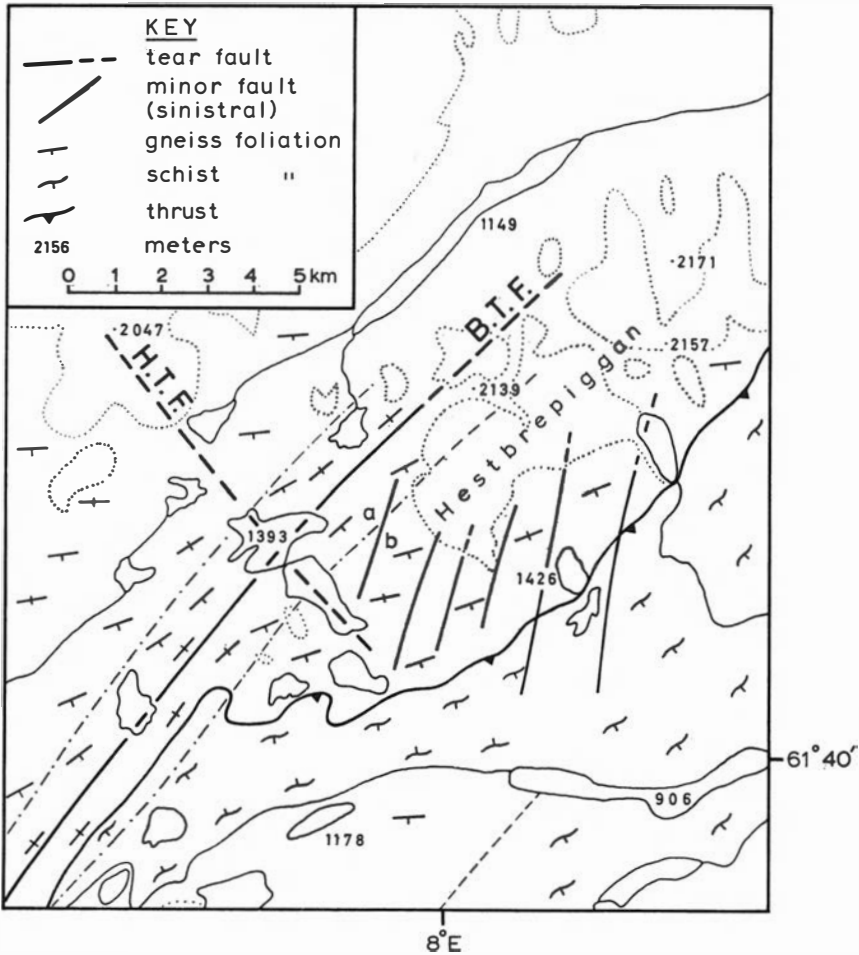 KEY
tear fault
minor fault
(sinistral)
gneiss foliation
schist "
thrust
2156 meters
0 1 2 3 4 5 km
1149
2171
B.T.F.
2047
H.T.F.
2157
2139
Hestbrepiggan
a
1393
b
1426
61°40'
906
1178
8°E